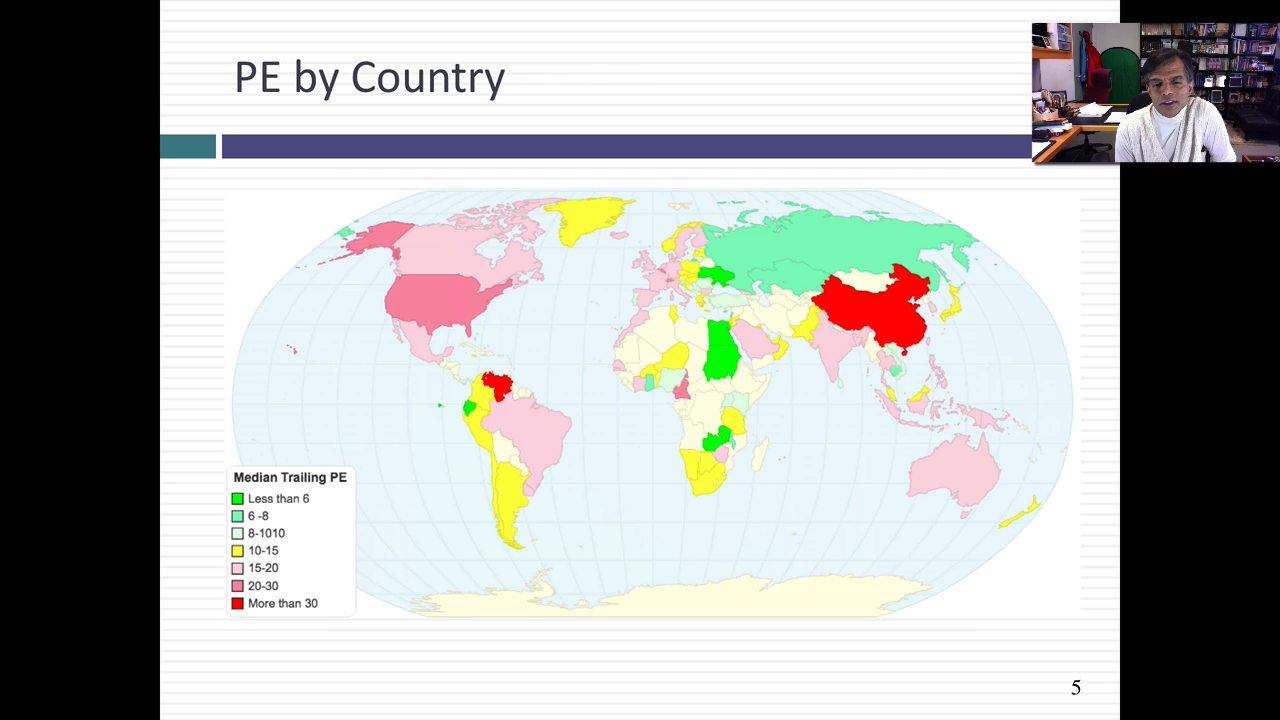 PE by Country
Median Trailing PE
Less than 6
6 -8
8-1010
10-15
15-20
20-30
More than 30
5